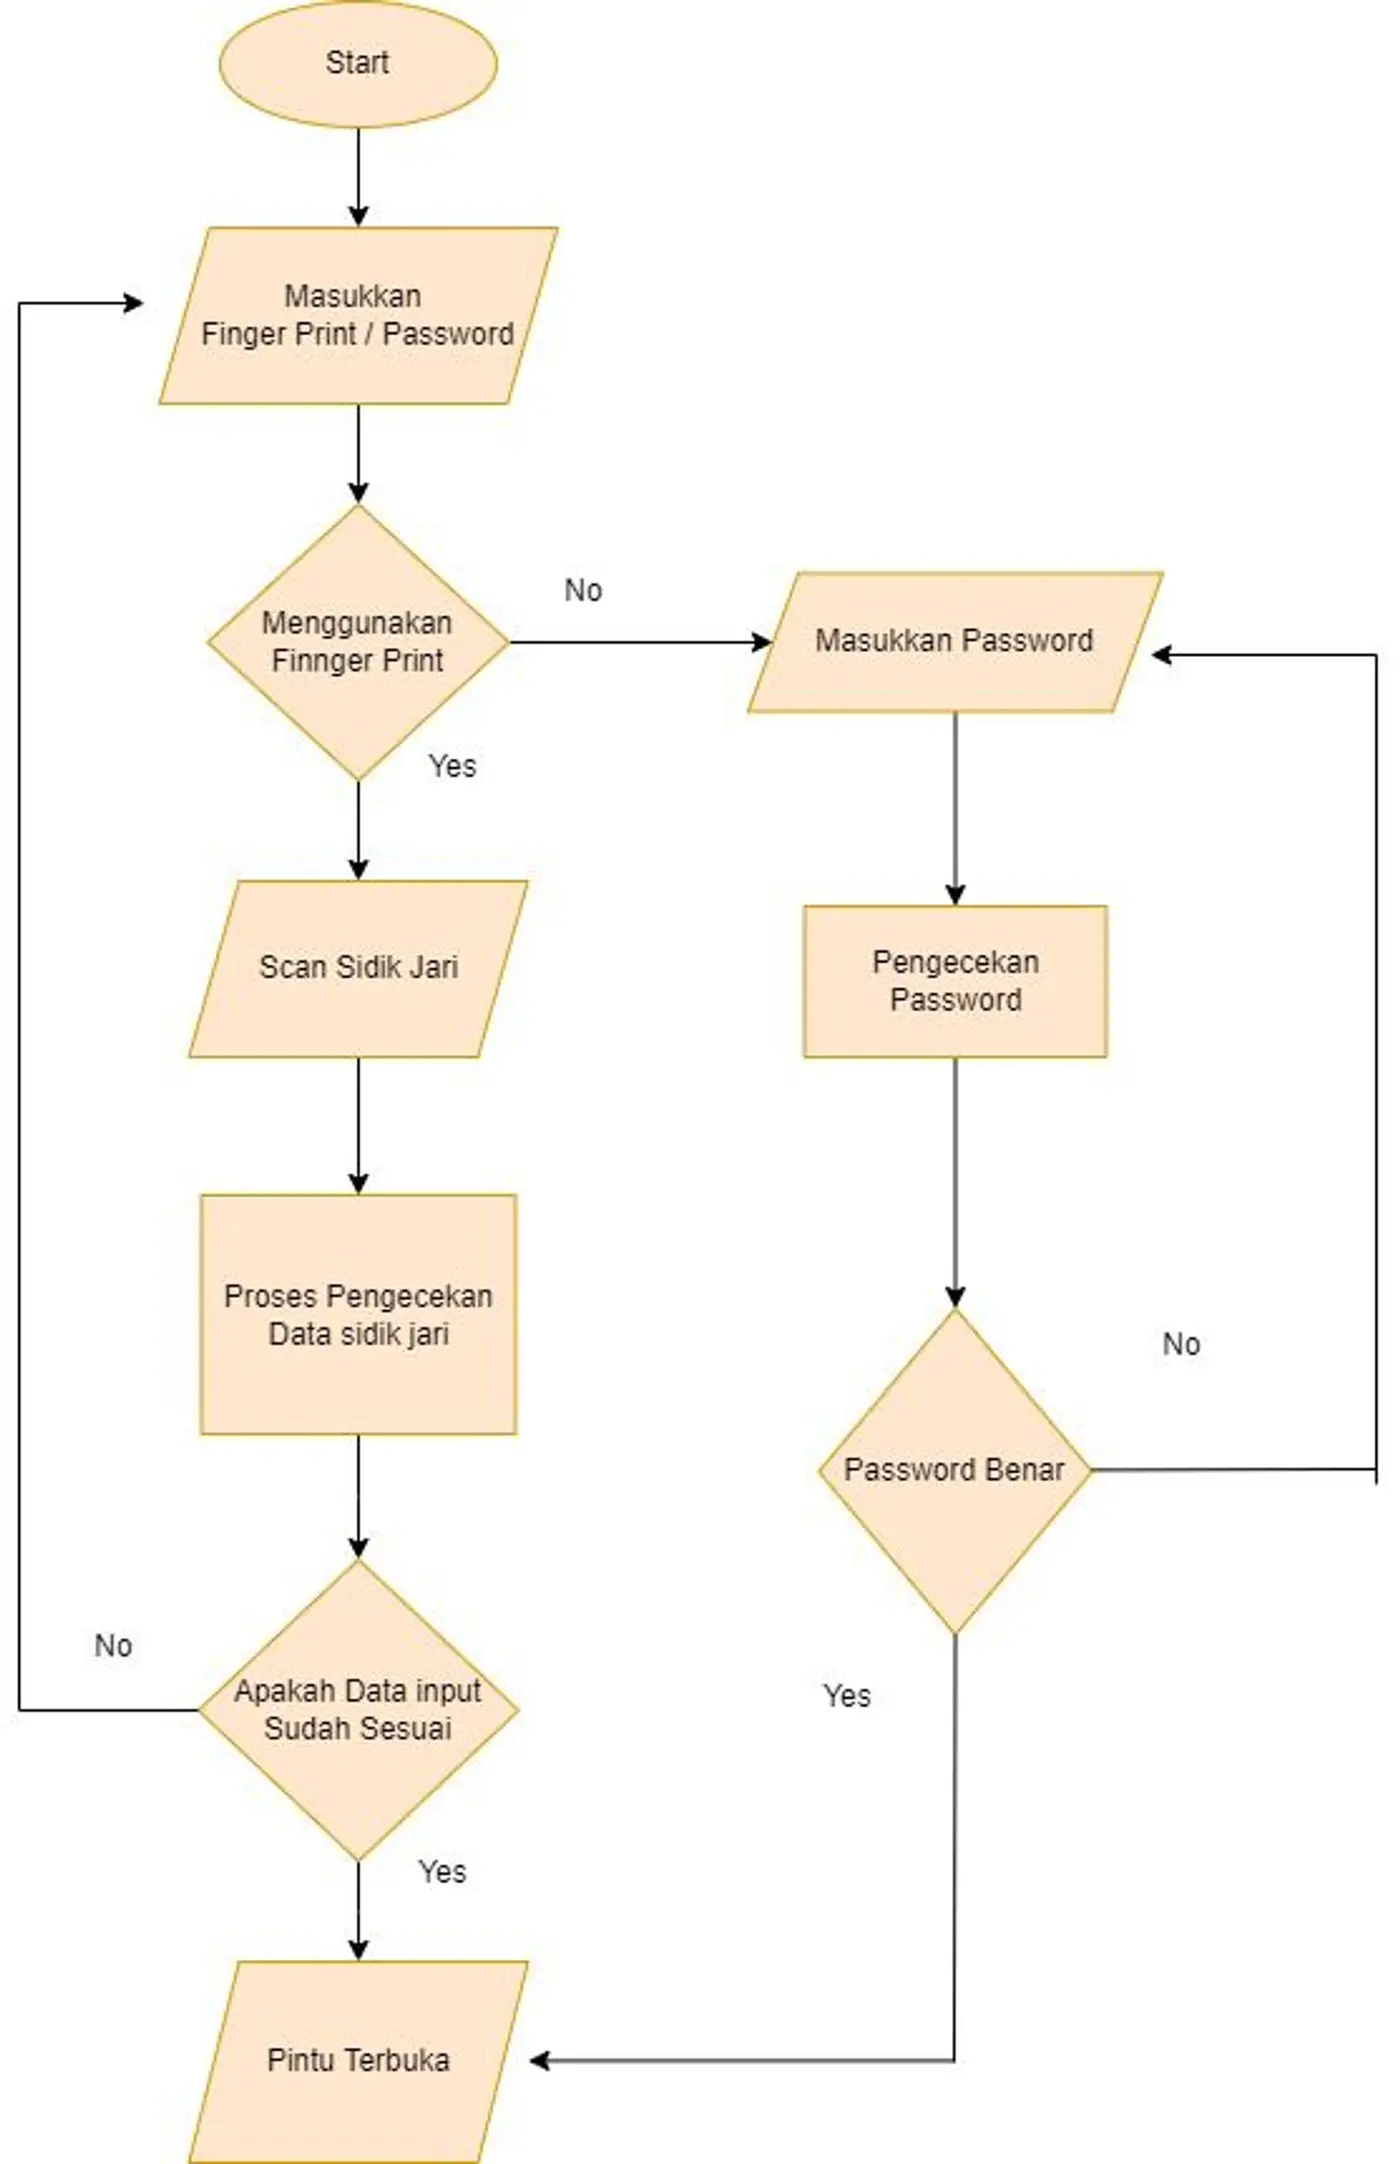 Start
Masukkan
Finger Print / Password
Menggunakan
Finnger Print
No
Masukkan Password
Yes
Scan Sidik Jari
Pengecekan
Password
Proses Pengecekan
Data sidik jari
No
Password Benar
No
Apakah Data input
Sudah Sesuai
Yes
Yes
Pintu Terbuka